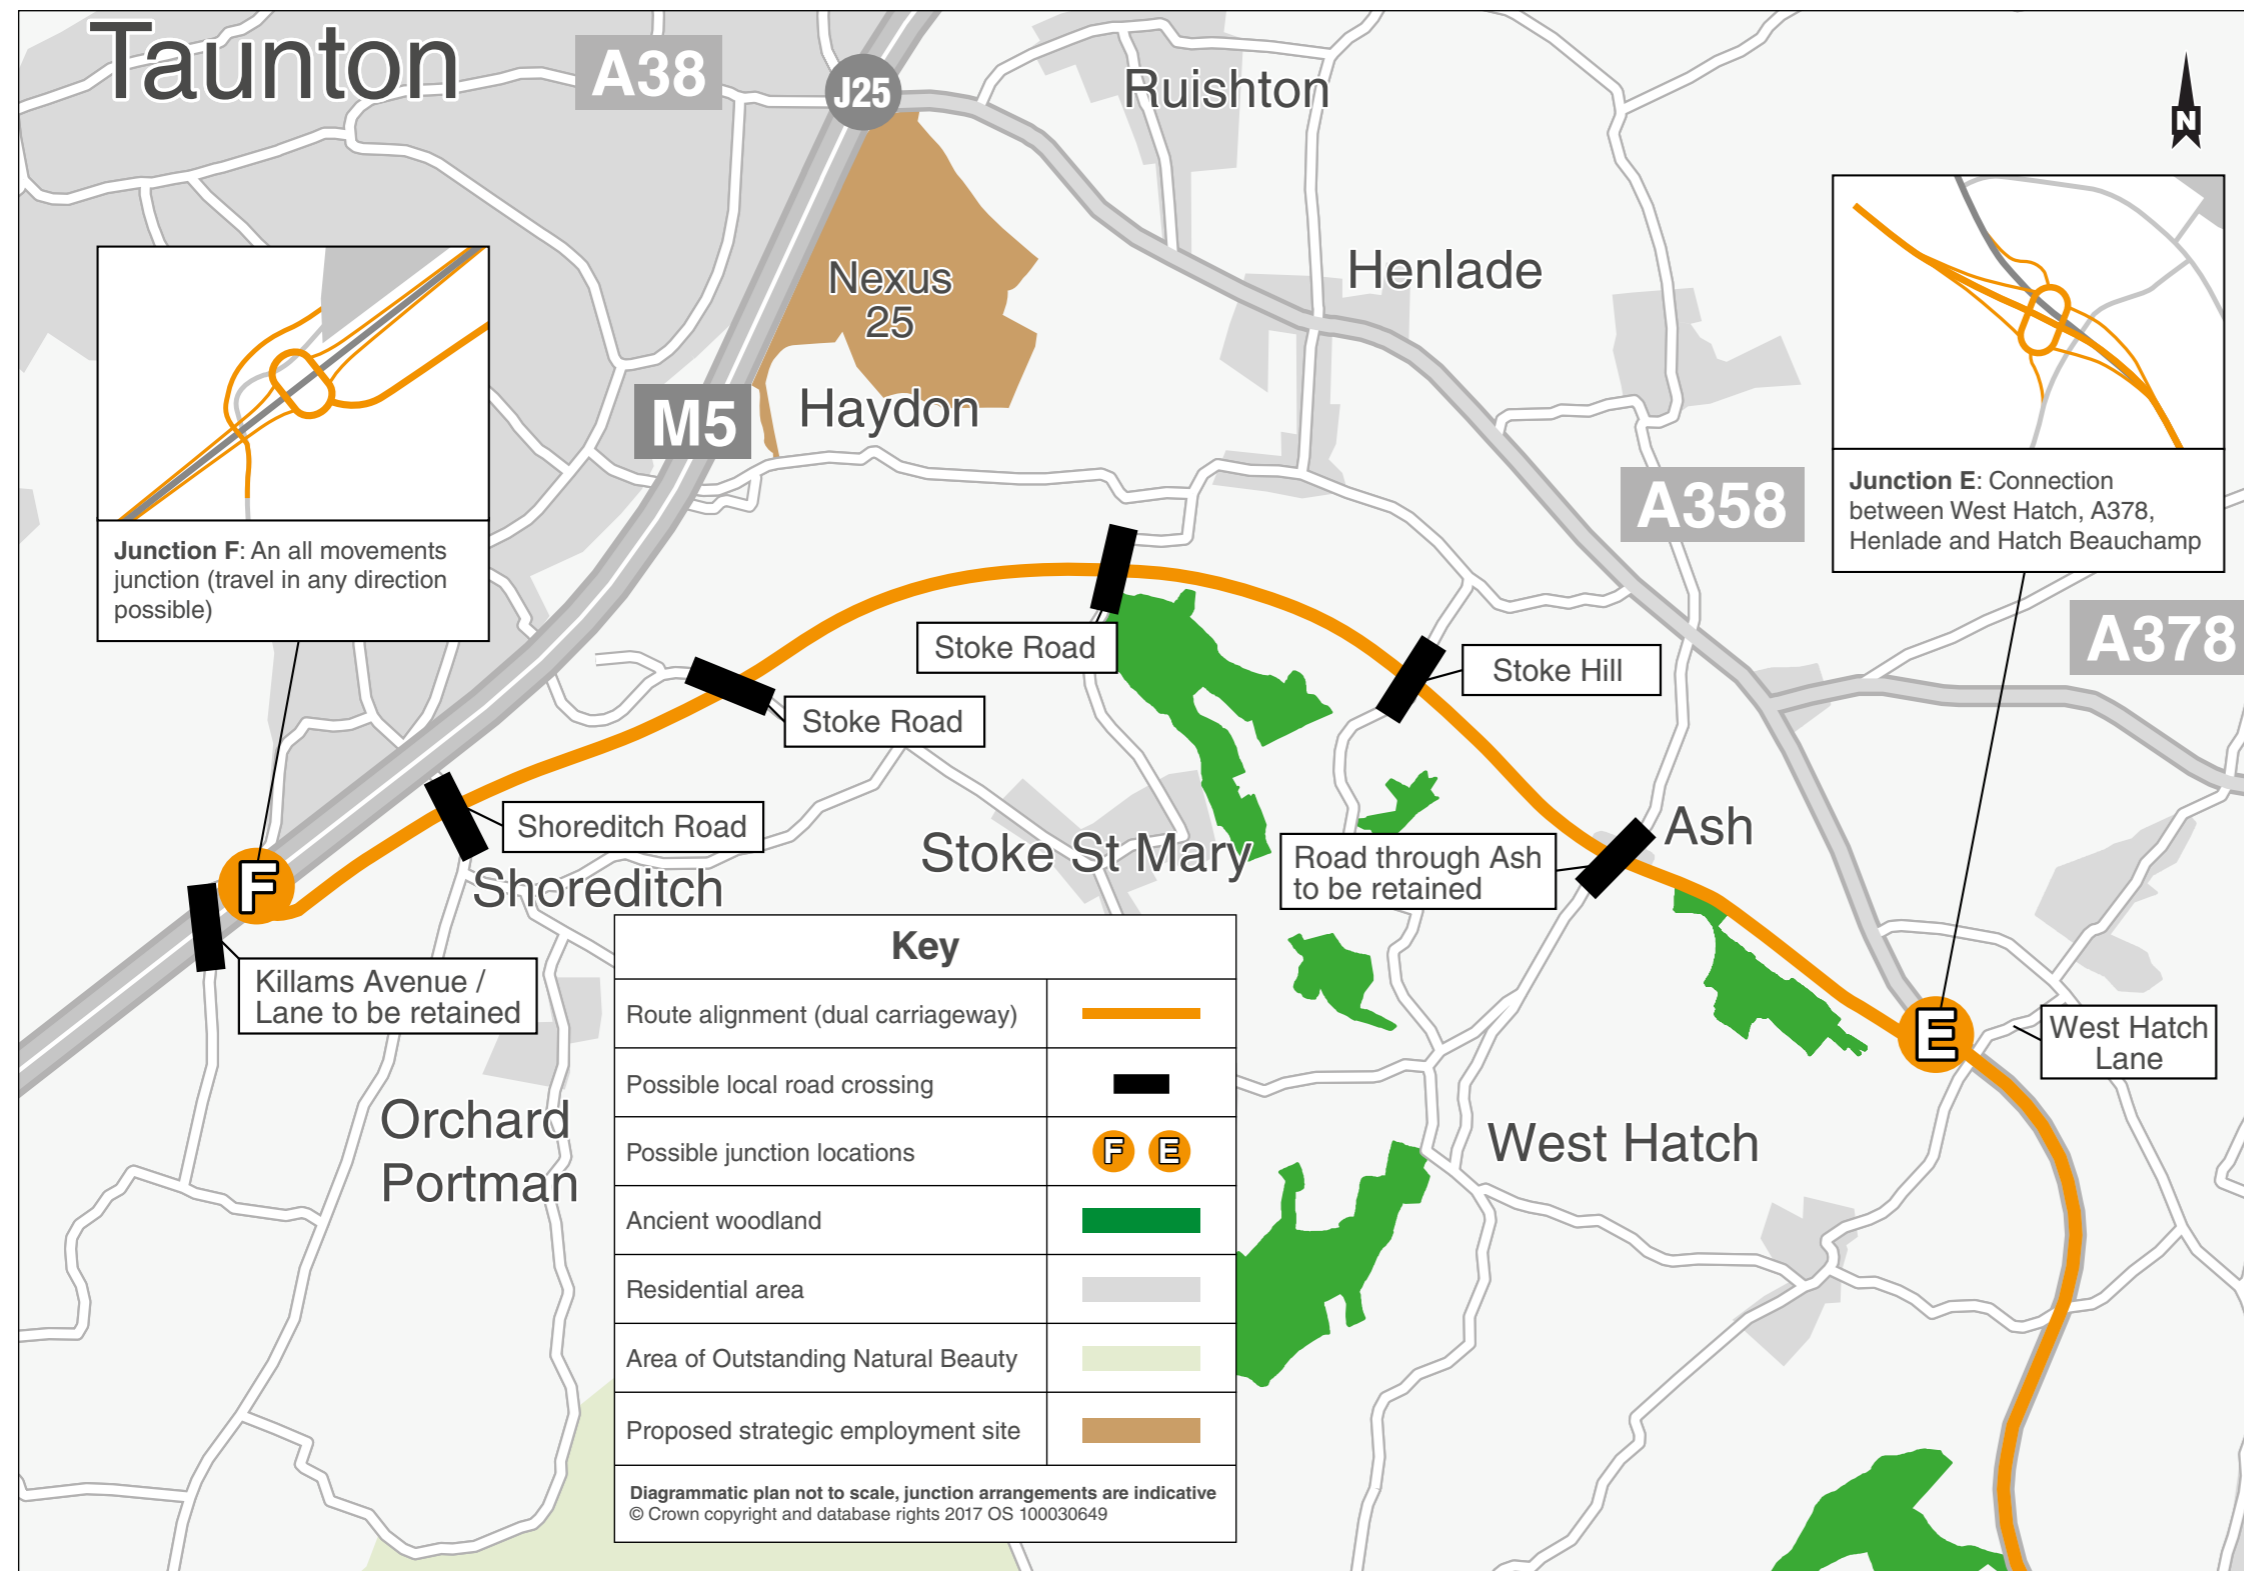 Taunton
A38
J25
Ruishton
N
Nexus
25
Henlade
Haydon
M5
A358
A378
Junction F: An all movements
junction (travel in any direction
possible)
Junction E: Connection
between West Hatch, A378,
Henlade and Hatch Beauchamp
Stoke Road
Stoke Hill
Stoke Road
Shoreditch Road
Stoke St Mary
Ash
Road through Ash
to be retained
F
Shoreditch
Killams Avenue /
Lane to be retained
E
West Hatch
Lane
Orchard
Portman
West Hatch
Key
Route alignment (dual carriageway)
Possible local road crossing
Possible junction locations
F E
Ancient woodland
Residential area
Area of Outstanding Natural Beauty
Proposed strategic employment site
Diagrammatic plan not to scale, junction arrangements are indicative
© Crown copyright and database rights 2017 OS 100030649